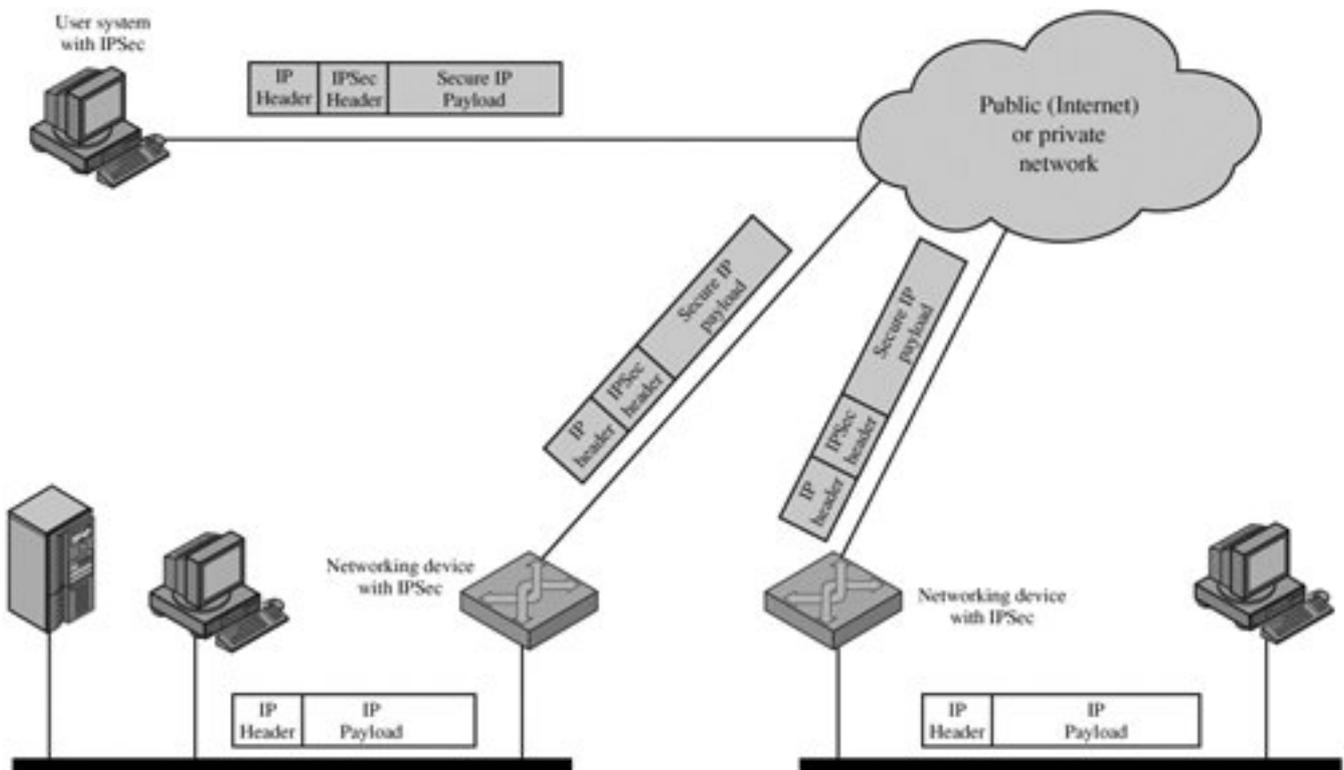 User system
with IPSec
IP
Header
IPSec
Header
Secure IP
Payload
Public (Internet)
or private
network
Secure IP
payload
IPSec
header
IP
header
Secure IP
payload
IPSec
header
IP
header
Networking device
with IPSec
Networking device
with IPSec
IP
Header
IP
Payload
IP
Header
IP
Payload